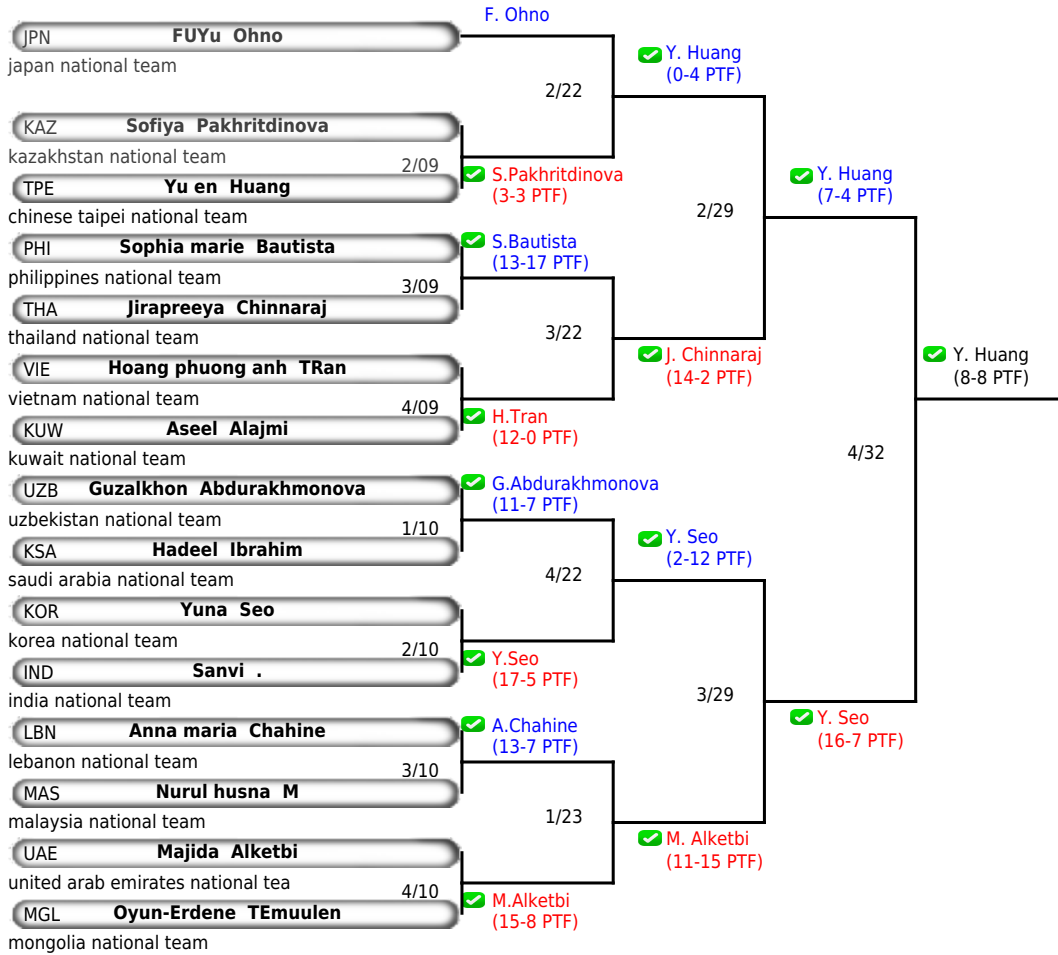 F. Ohno
JPN FUYu Ohno
japan national team
Y. Huang
(0-4 PTF)
2/22
KAZ Sofiya Pakhritdinova
kazakhstan national team
2/09
S.Pakhritdinova
(3-3 PTF)
TPE Yu en Huang
chinese taipei national team
Y. Huang
(7-4 PTF)
2/29
PHI Sophia marie Bautista
philippines national team
S.Bautista
(13-17 PTF)
3/09
THA Jirapreeya Chinnaraj
thailand national team
3/22
J. Chinnaraj
(14-2 PTF)
VIE Hoang phuong anh TRan
vietnam national team
4/09
H.Tran
(12-0 PTF)
KUW Aseel Alajmi
kuwait national team
Y. Huang
(8-8 PTF)
4/32
UZB Guzalkhon Abdurakhmonova
uzbekistan national team
G.Abdurakhmonova
(11-7 PTF)
1/10
KSA Hadeel Ibrahim
saudi arabia national team
Y. Seo
(2-12 PTF)
4/22
KOR Yuna Seo
korea national team
2/10
Y.Seo
(17-5 PTF)
IND Sanvi .
india national team
3/29
Y. Seo
(16-7 PTF)
LBN Anna maria Chahine
lebanon national team
A.Chahine
(13-7 PTF)
3/10
MAS Nurul husna M
malaysia national team
1/23
M. Alketbi
(11-15 PTF)
UAE Majida Alketbi
united arab emirates national tea
4/10
M.Alketbi
(15-8 PTF)
MGL Oyun-Erdene TEmuulen
mongolia national team